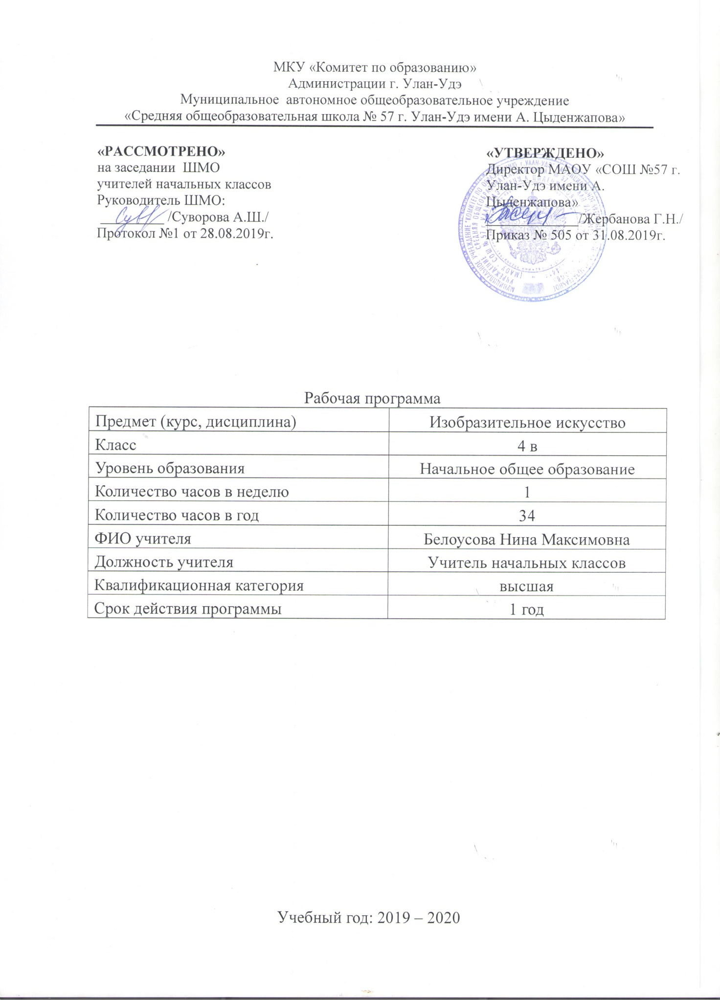 МКУ «Комитет по образованию»
Администрации г. Улан-Удэ
Муниципальное автономное общеобразовательное учреждение
«Средняя общеобразовательная школа № 57 г. Улан-Удэ имени А. Цыденжапова»
«РАССМОТРЕНО»
на заседании ШМО
учителей начальных классов
Руководитель ШМО:
/Суворова А.Ш./
Протокол №1 от 28.08.2019г.
«УТВЕРЖДЕНО»
Директор МАОУ «СОШ №57 г.
Улан-Удэ имени А.
Цыденжапова»
/Жербанова Г.Н./
Приказ № 505 от 31.08.2019г.
Рабочая программа
Предмет (курс, дисциплина) Изобразительное искусство
Класс 4 в
Уровень образования Начальное общее образование
Количество часов в неделю 1
Количество часов в год 34
ФИО учителя Белоусова Нина Максимовна
Должность учителя Учитель начальных классов
Квалификационная категория высшая
Срок действия программы 1 год
Учебный год: 2019 – 2020